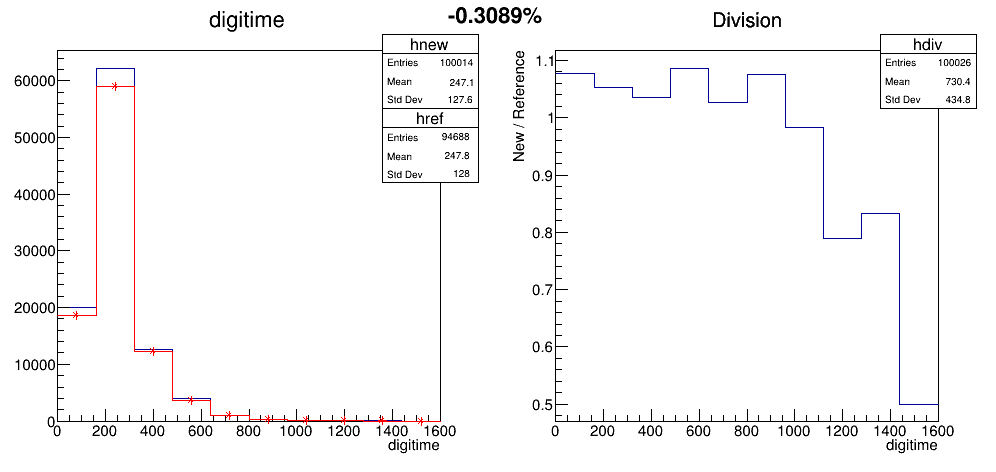 -0.3089%
digitime
hnew
Entries 100014
Mean 247.1
Std Dev 127.6
href
Entries 94688
Mean 247.8
Std Dev 128
60000
50000
40000
30000
20000
10000
0
0 200 400 600 800 1000 1200 1400 1600
digitime
Division
hdiv
Entries 100026
Mean 730.4
Std Dev 434.8
New / Reference
1.1
1
0.9
0.8
0.7
0.6
0.5
0 200 400 600 800 1000 1200 1400 1600
digitime